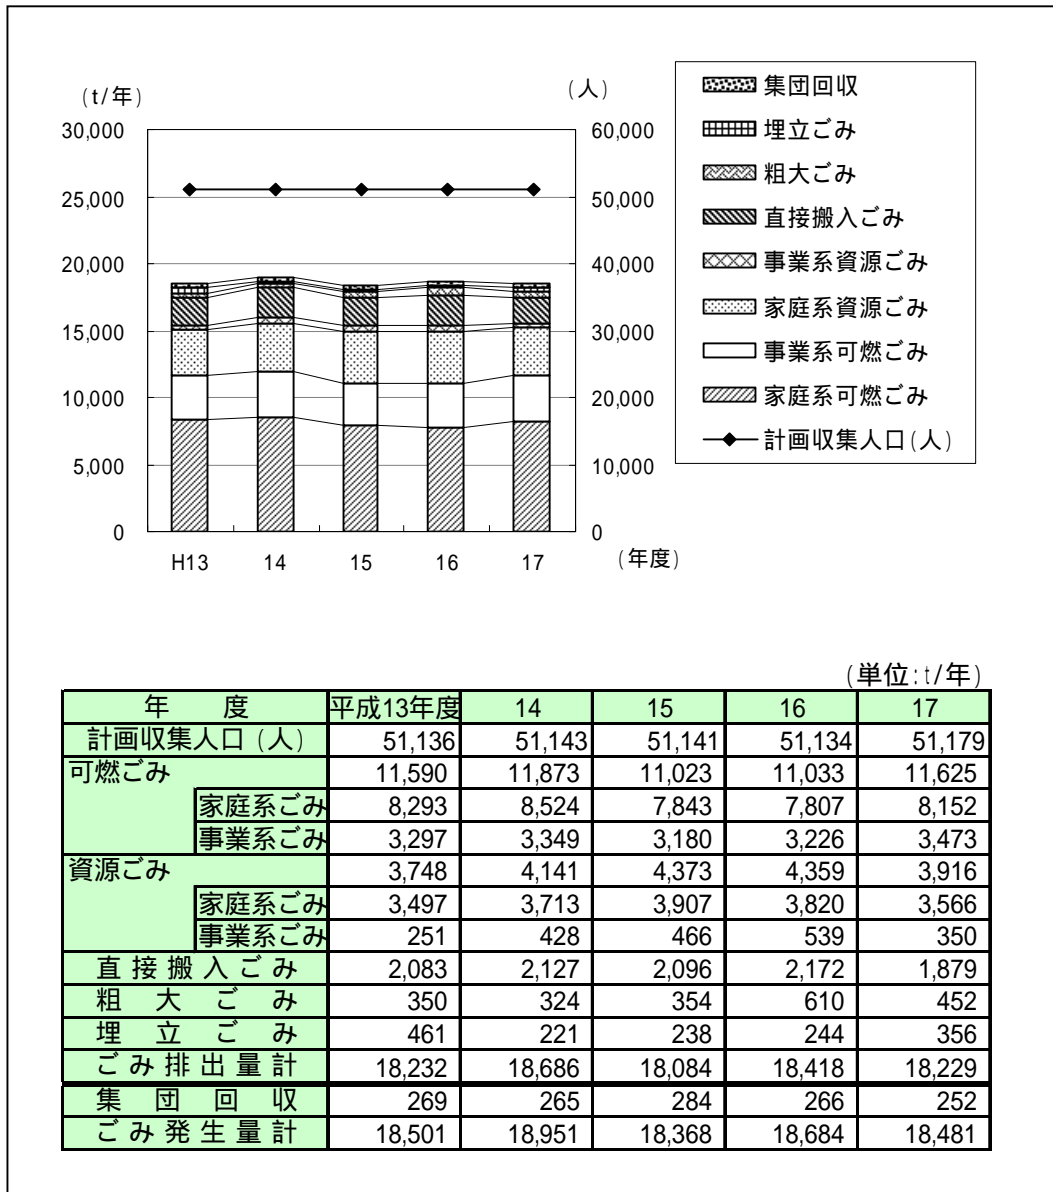 (t/年) (人)
30,000 60,000
25,000 50,000
20,000 40,000
15,000 30,000
10,000 20,000
5,000 10,000
0 0
H13 14 15 16 17 (年度)
集団回収
埋立ごみ
粗大ごみ
直接搬入ごみ
事業系資源ごみ
家庭系資源ごみ
事業系可燃ごみ
家庭系可燃ごみ
計画収集人口(人)
(単位:t/年)
年 度 平成13年度 14 15 16 17
計画収集人口(人) 51,136 51,143 51,141 51,134 51,179
可燃ごみ 11,590 11,873 11,023 11,033 11,625
家庭系ごみ 8,293 8,524 7,843 7,807 8,152
事業系ごみ 3,297 3,349 3,180 3,226 3,473
資源ごみ 3,748 4,141 4,373 4,359 3,916
家庭系ごみ 3,497 3,713 3,907 3,820 3,566
事業系ごみ 251 428 466 539 350
直接搬入ごみ 2,083 2,127 2,096 2,172 1,879
粗大ごみ 350 324 354 610 452
埋立ごみ 461 221 238 244 356
ごみ排出量計 18,232 18,686 18,084 18,418 18,229
集団回収 269 265 284 266 252
ごみ発生量計 18,501 18,951 18,368 18,684 18,481